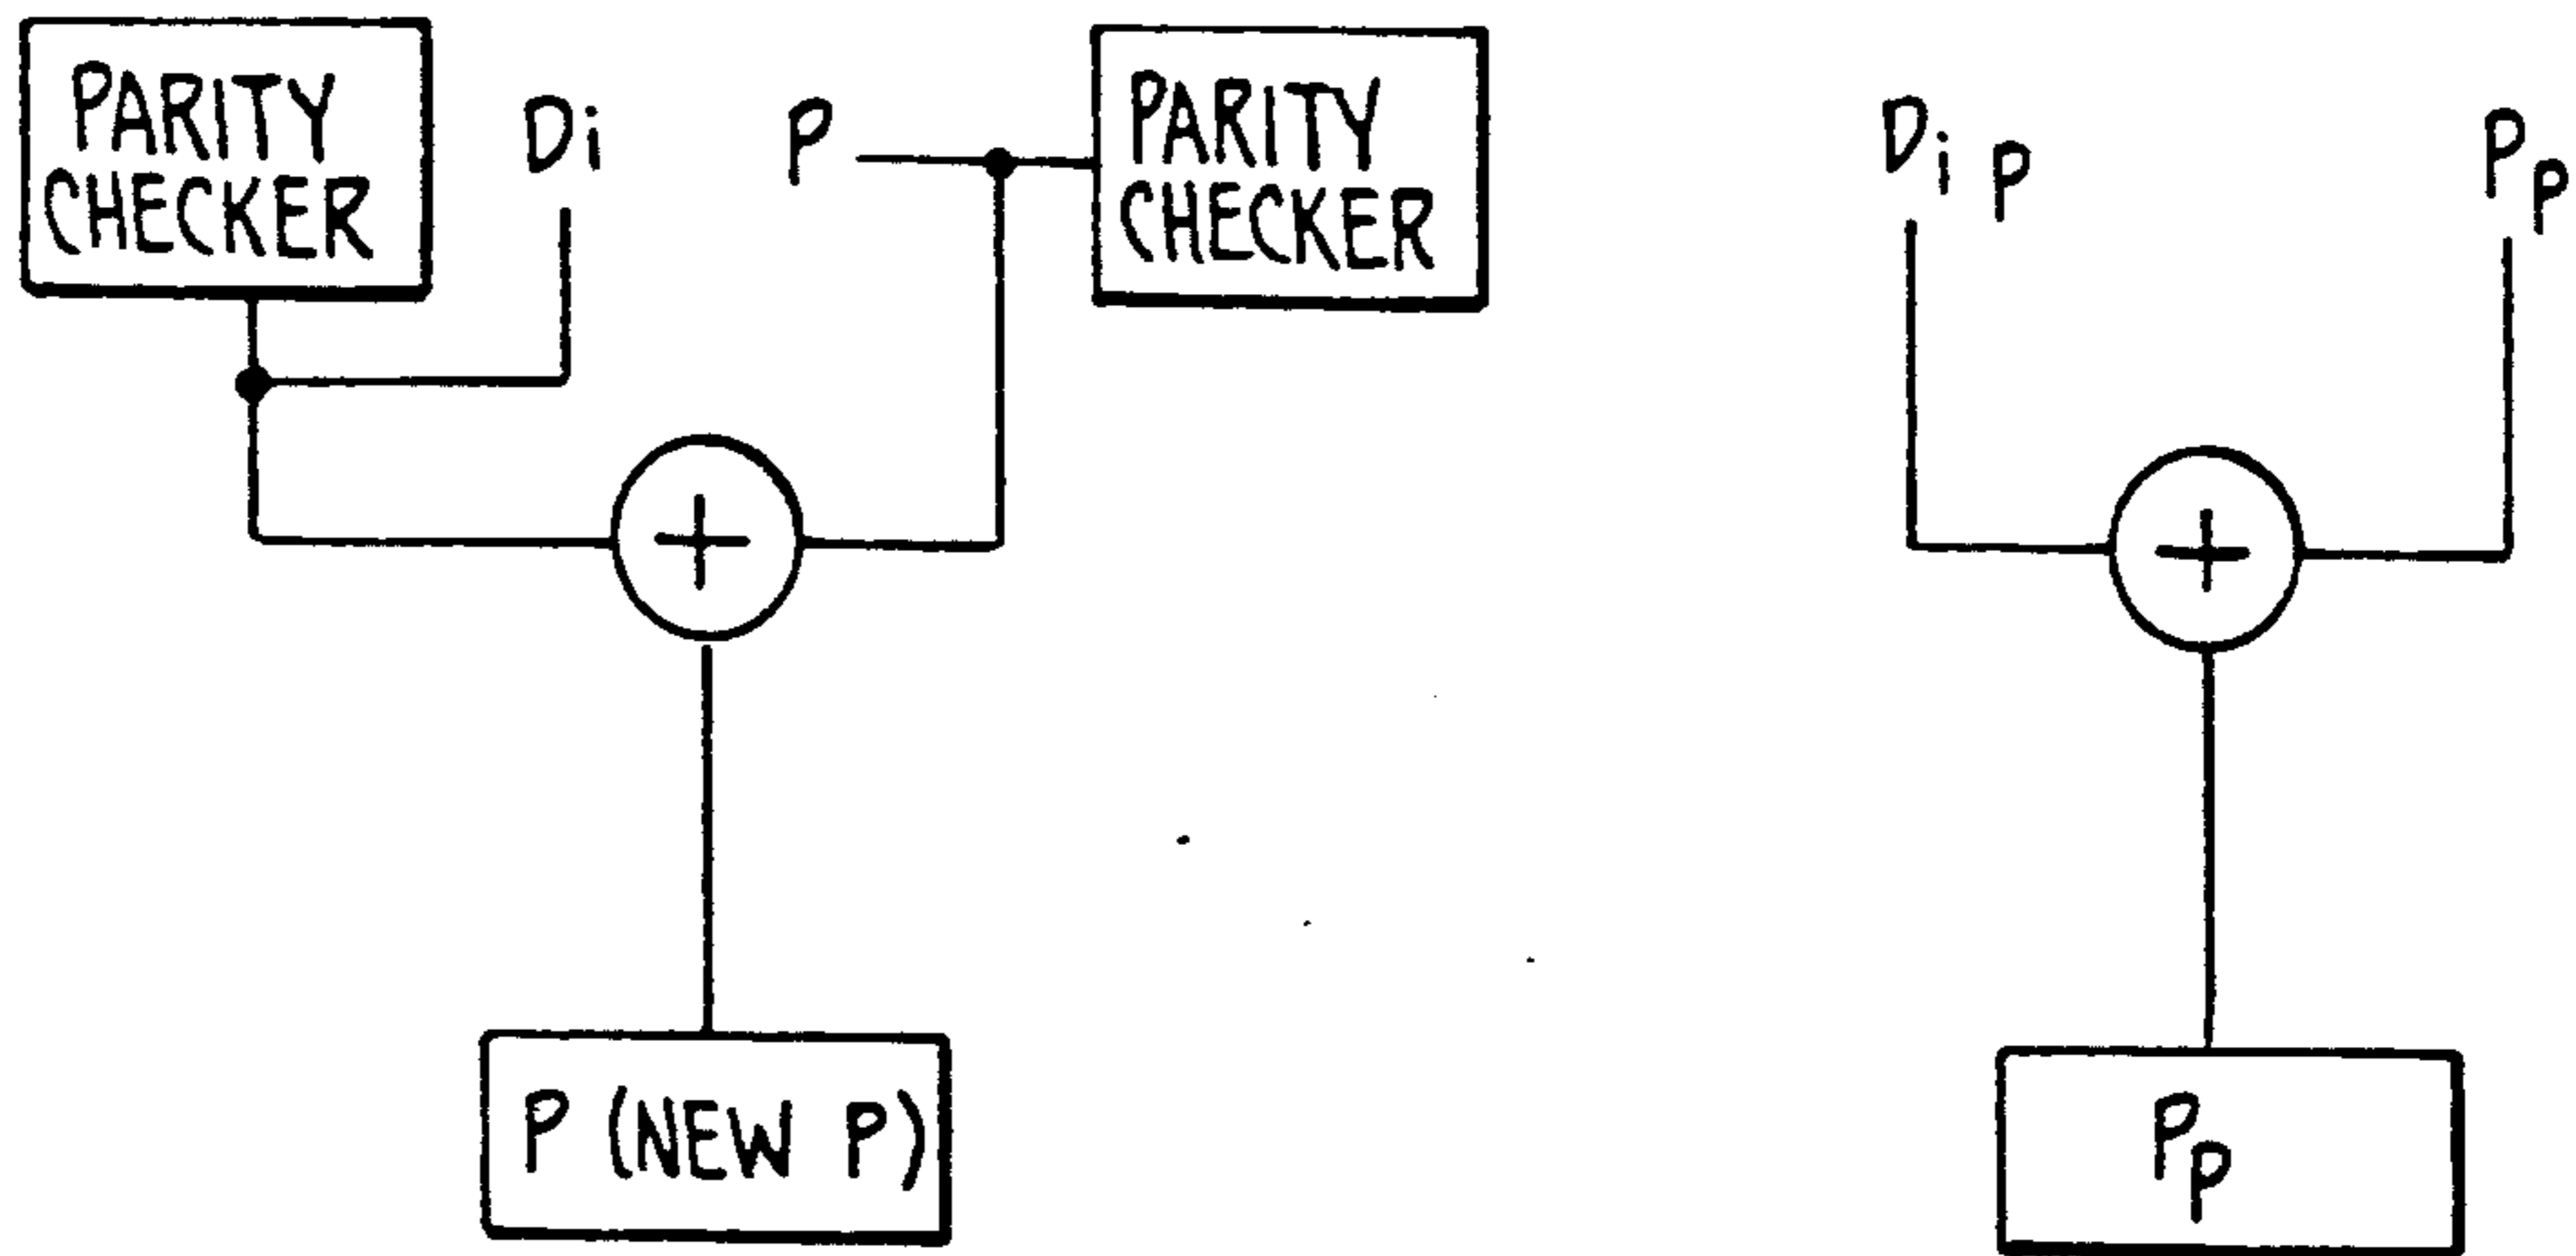 PARITY
CHECKER
Di
P
PARITY
CHECKER
Di P
PP
+
+
P (NEW P)
PP